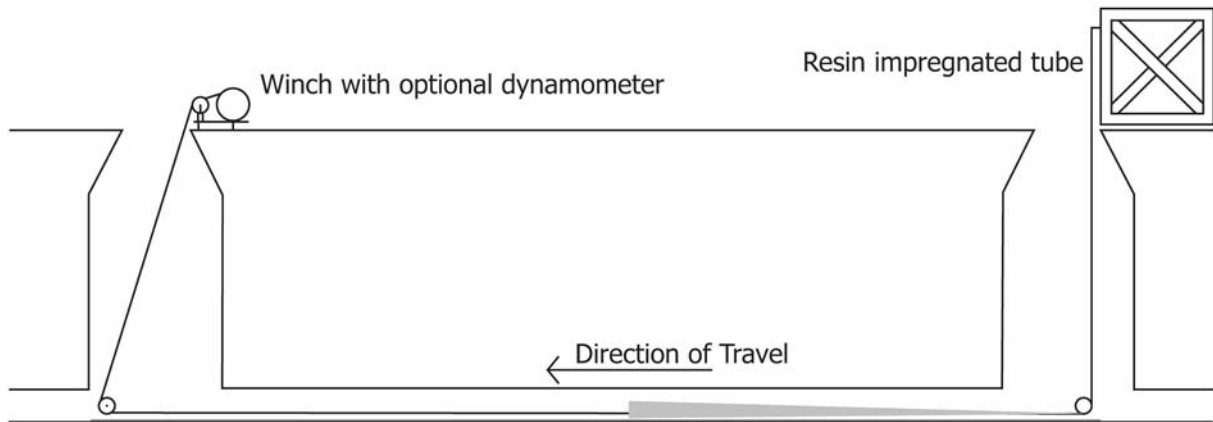 Resin impregnated tube
Winch with optional dynamometer
Direction of Travel